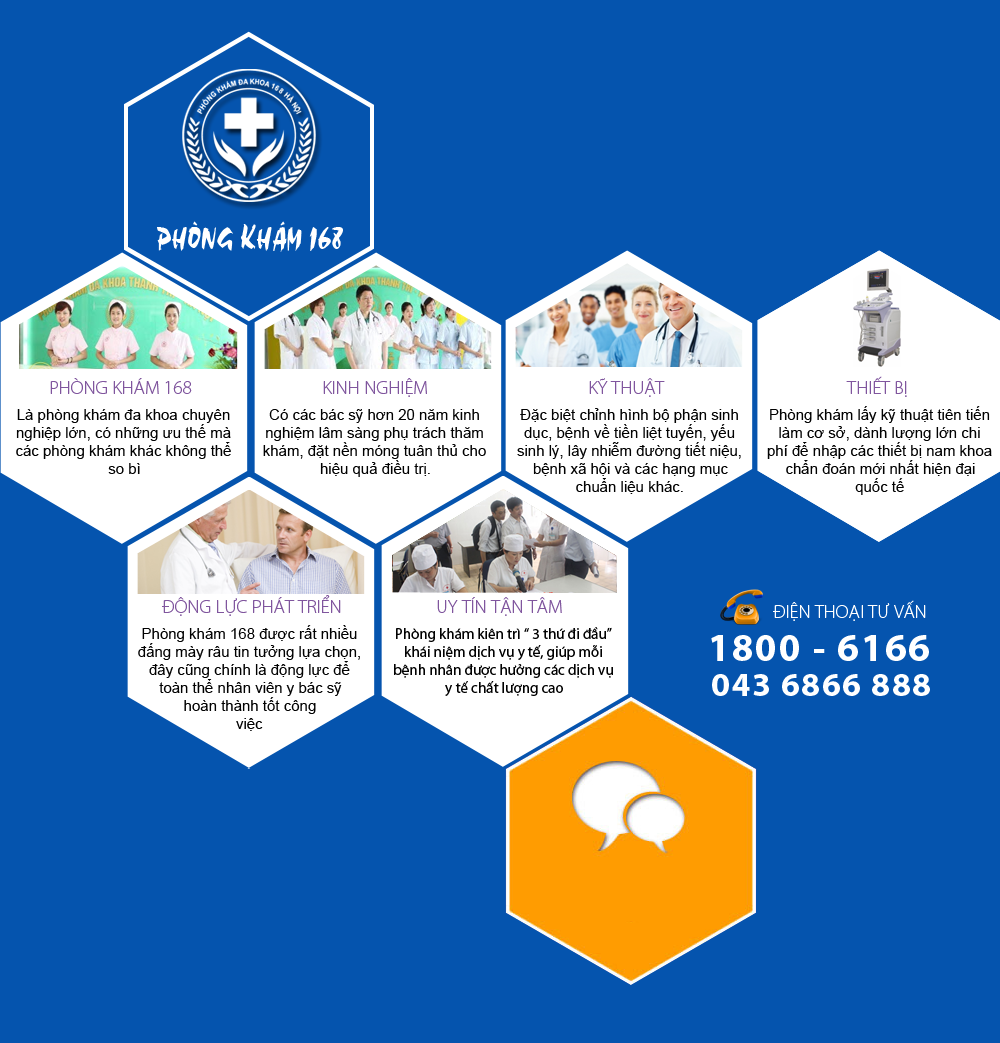 PHÒNG KHÁM ĐA KHOA 168 HÀ NỘI
PHÒNG KHÁM 168
PHÒNG KHÁM 168
Là phòng khám đa khoa chuyên
nghiệp lớn, có những ưu thế mà
các phòng khám khác không thể
so bì
KINH NGHIỆM
Có các bác sỹ hơn 20 năm kinh
nghiệm lâm sàng phụ trách thăm
khám, đặt nền móng tuân thủ cho
hiệu quả điều trị.
KỸ THUẬT
Đặc biệt chỉnh hình bộ phận sinh
dục, bệnh về tiền liệt tuyến, yếu
sinh lý, lây nhiễm đường tiết niệu,
bệnh xã hội và các hạng mục
chuẩn liệu khác.
THIẾT BỊ
Phòng khám lấy kỹ thuật tiên tiến
làm cơ sở, dành lượng lớn chi
phí để nhập các thiết bị nam khoa
chẩn đoán mới nhất hiện đại
quốc tế
ĐỘNG LỰC PHÁT TRIỂN
Phòng khám 168 được rất nhiều
đấng mày râu tin tưởng lựa chọn,
đây cũng chính là động lực để
toàn thể nhân viên y bác sỹ
hoàn thành tốt công
việc
UY TÍN TẬN TÂM
Phòng khám kiên trì “ 3 thứ đi đầu”
khái niệm dịch vụ y tế, giúp mỗi
bệnh nhân được hưởng các dịch vụ
y tế chất lượng cao
ĐIỆN THOẠI TƯ VẤN
1800 - 6166
043 6866 888